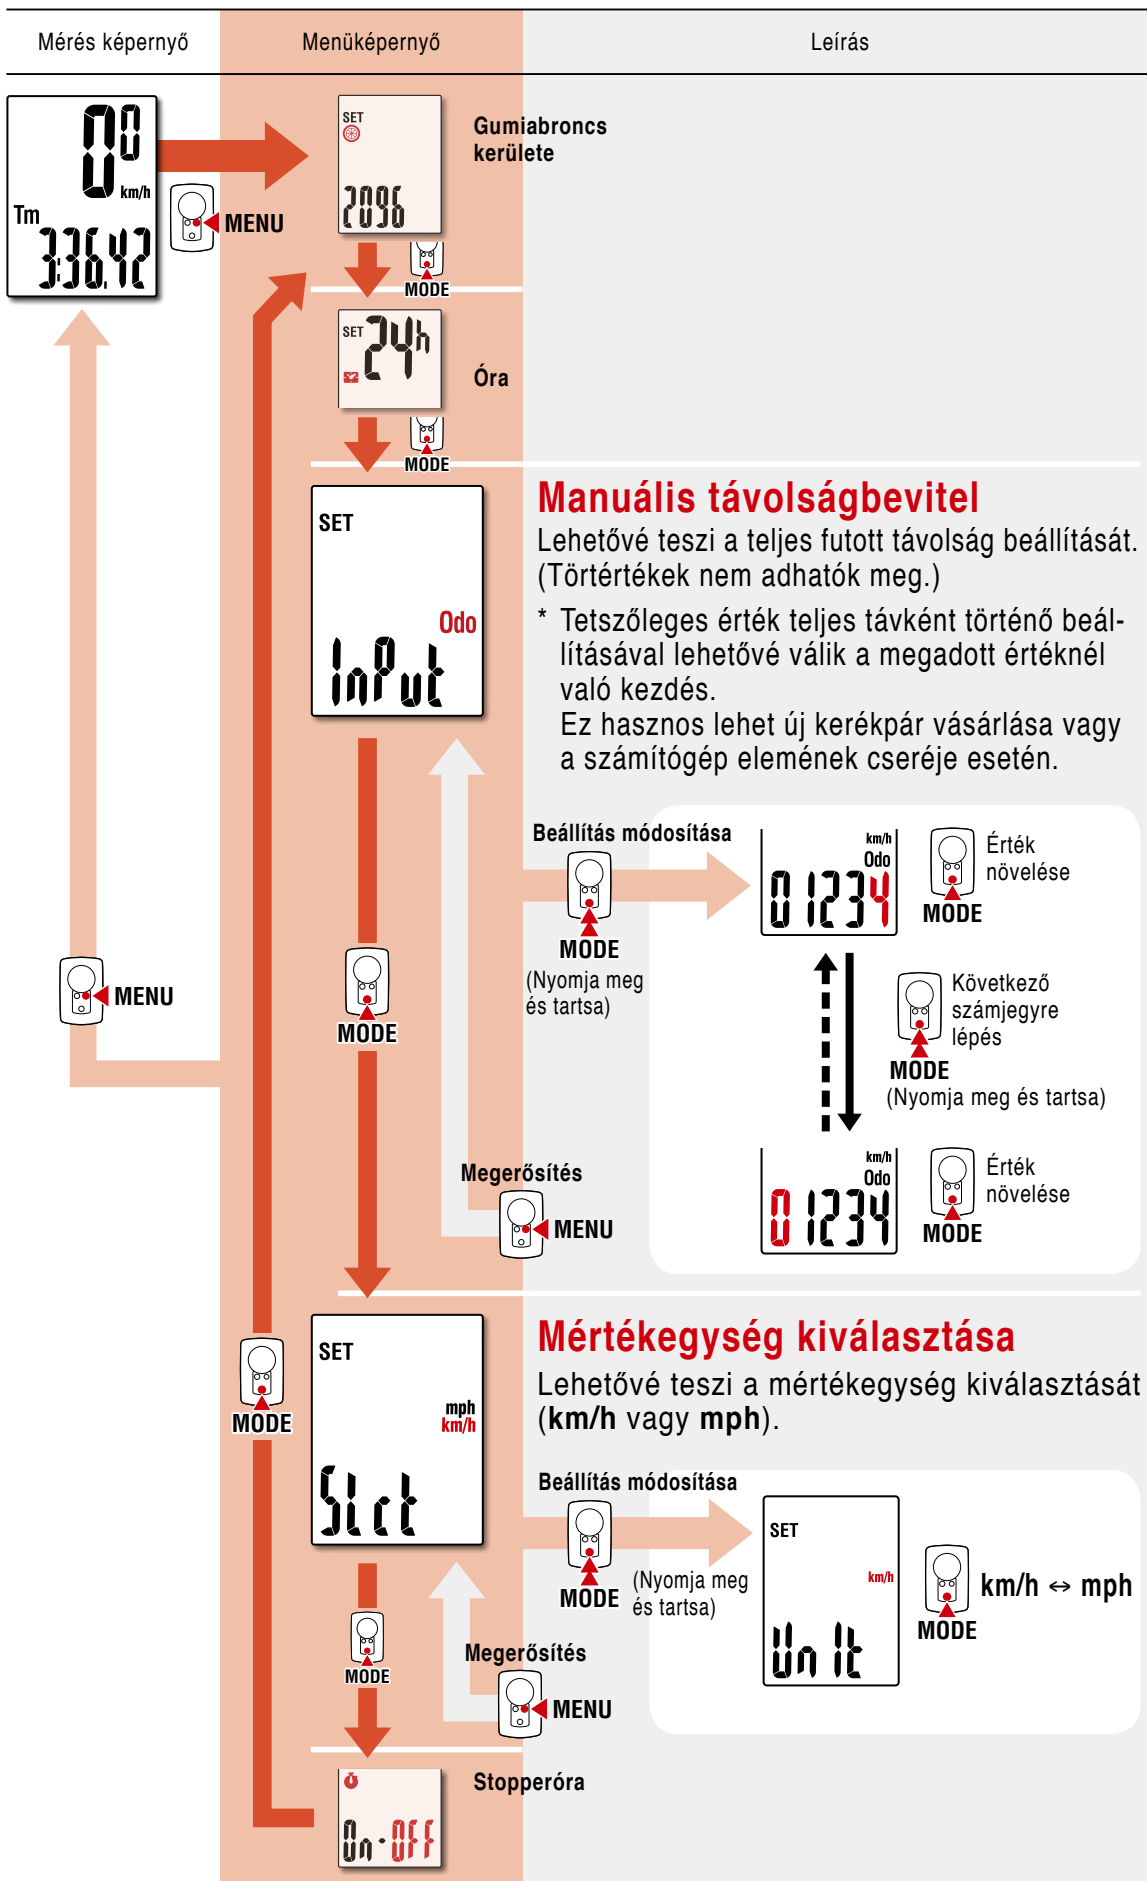 Mérés képernyő
Menüképernyő
Leírás
0.0
km/h
Tm
3:36.42
MENU
SET
2096
Gumiabroncs
kerülete
MODE
SET
24h
Óra
MODE
SET
Odo
InPut
Manuális távolságbevitel
Lehetővé teszi a teljes futott távolság beállítását.
(Törtértékek nem adhatók meg.)
* Tetszőleges érték teljes távként történő beál-
lításával lehetővé válik a megadott értéknél
való kezdés.
Ez hasznos lehet új kerékpár vásárlása vagy
a számítógép elemének cseréje esetén.
Beállítás módosítása
MODE
(Nyomja meg
és tartsa)
km/h
Odo
01234
Érték
növelése
MODE
MENU
MODE
Következő
számjegyre
lépés
MODE
(Nyomja meg és tartsa)
km/h
Odo
01234
Érték
növelése
MODE
Megerősítés
MENU
MODE
SET
mph
km/h
Slct
Mértékegység kiválasztása
Lehetővé teszi a mértékegység kiválasztását
(km/h vagy mph).
Beállítás módosítása
MODE
(Nyomja meg
és tartsa)
SET
km/h
Unit
km/h ⇔ mph
MODE
MODE
Megerősítés
MENU
On-OFF
Stopperóra